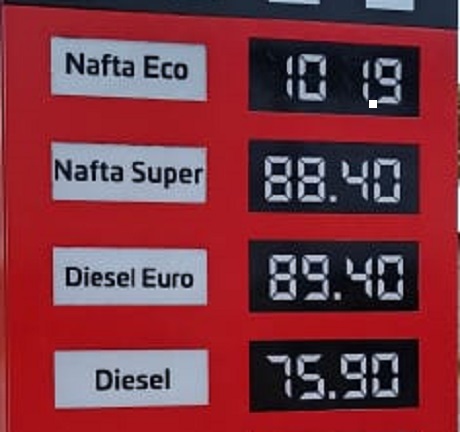 Nafta Eco 10 19
Nafta Super 88.40
Diesel Euro 89.40
Diesel 75.90